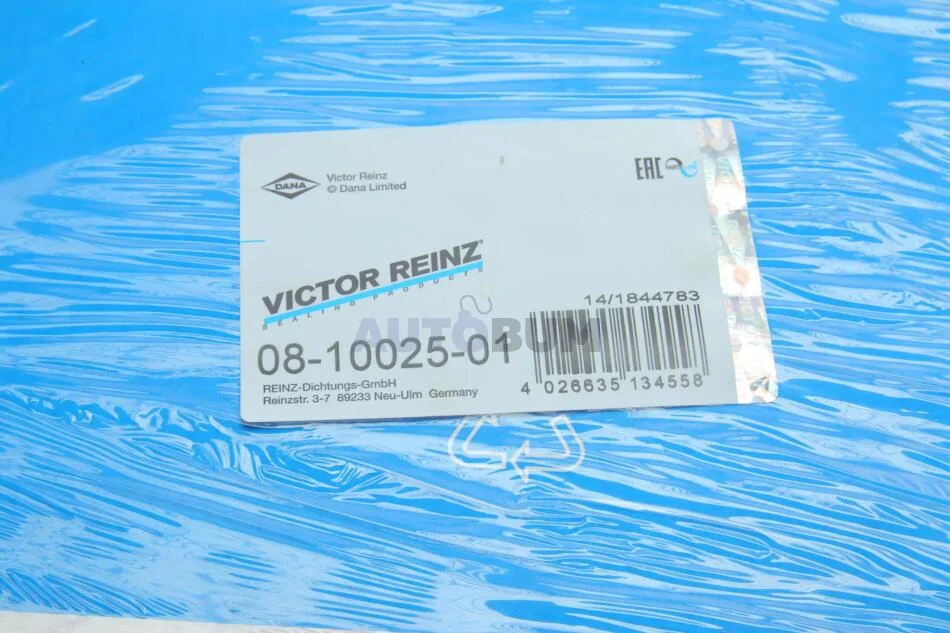 DANA
Victor Reinz
© Dana Limited
EAC
VICTOR REINZ®
SEALING PRODUCTS
14/1844783
AUTOBUM
08-10025-01
4 026635 134558
REINZ-Dichtungs-GmbH
Reinzstr. 3-7 89233 Neu-Ulm Germany